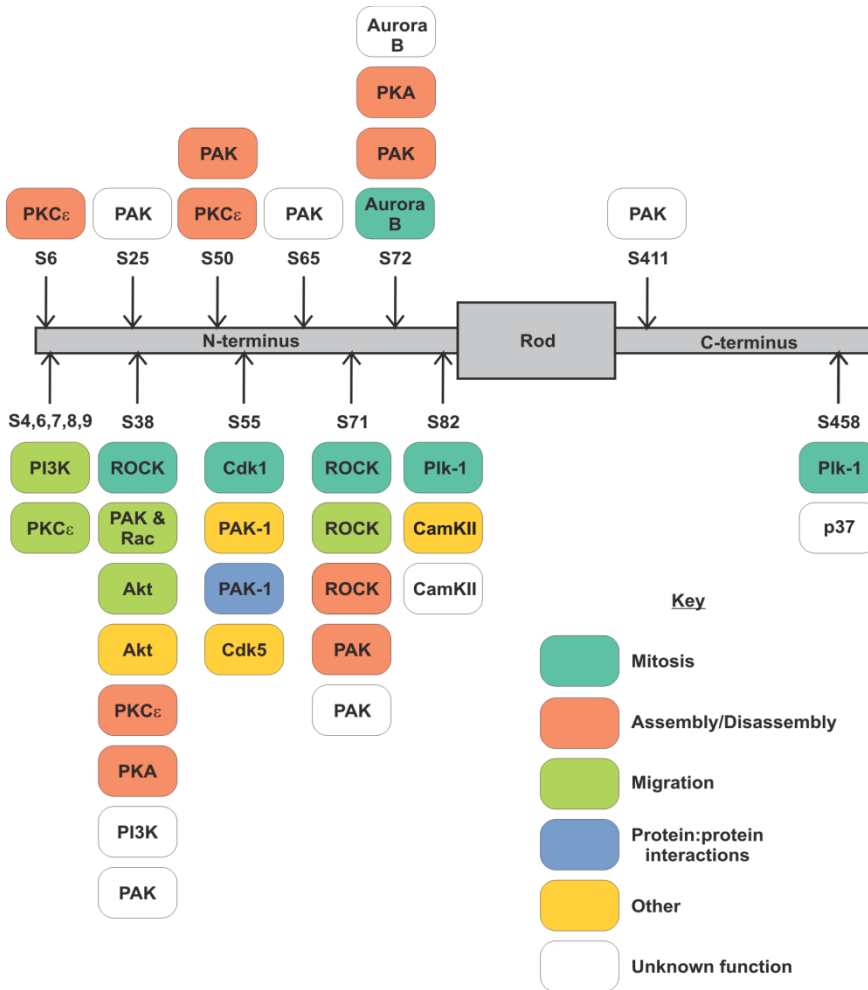 Aurora
B
PKA
PAK
PAK
PKCε
PAK
PKCε
PAK
Aurora
B
PAK
S6
S25
S50
S65
S72
S411
N-terminus
Rod
C-terminus
S4,6,7,8,9
S38
S55
S71
S82
S458
PI3K
ROCK
Cdk1
ROCK
Plk-1
Plk-1
PKCε
PAK &
Rac
PAK-1
ROCK
CamKII
p37
Akt
PAK-1
ROCK
CamKII
Akt
Cdk5
PAK
PKCε
PAK
PKA
PI3K
PAK
Key
Mitosis
Assembly/Disassembly
Migration
Protein:protein
interactions
Other
Unknown function